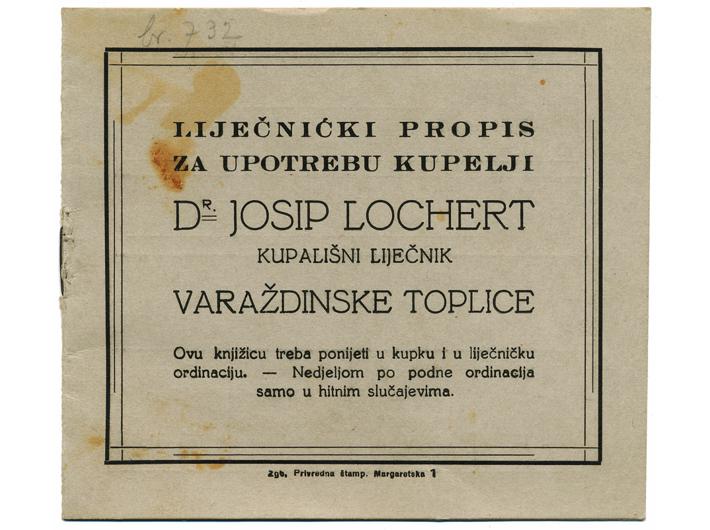 br. 732
LIJEČNIĆKI PROPIS
ZA UPOTREBU KUPELJI
DR. JOSIP LOCHERT
KUPALIŠNI LIJEČNIK
VARAŽDINSKE TOPLICE
Ovu knjižicu treba ponijeti u kupku i u liječničku
ordinaciju. — Nedjeljom po podne ordinacija
samo u hitnim slučajevima.
Zgb, Privredna štamp. Margaretska 1